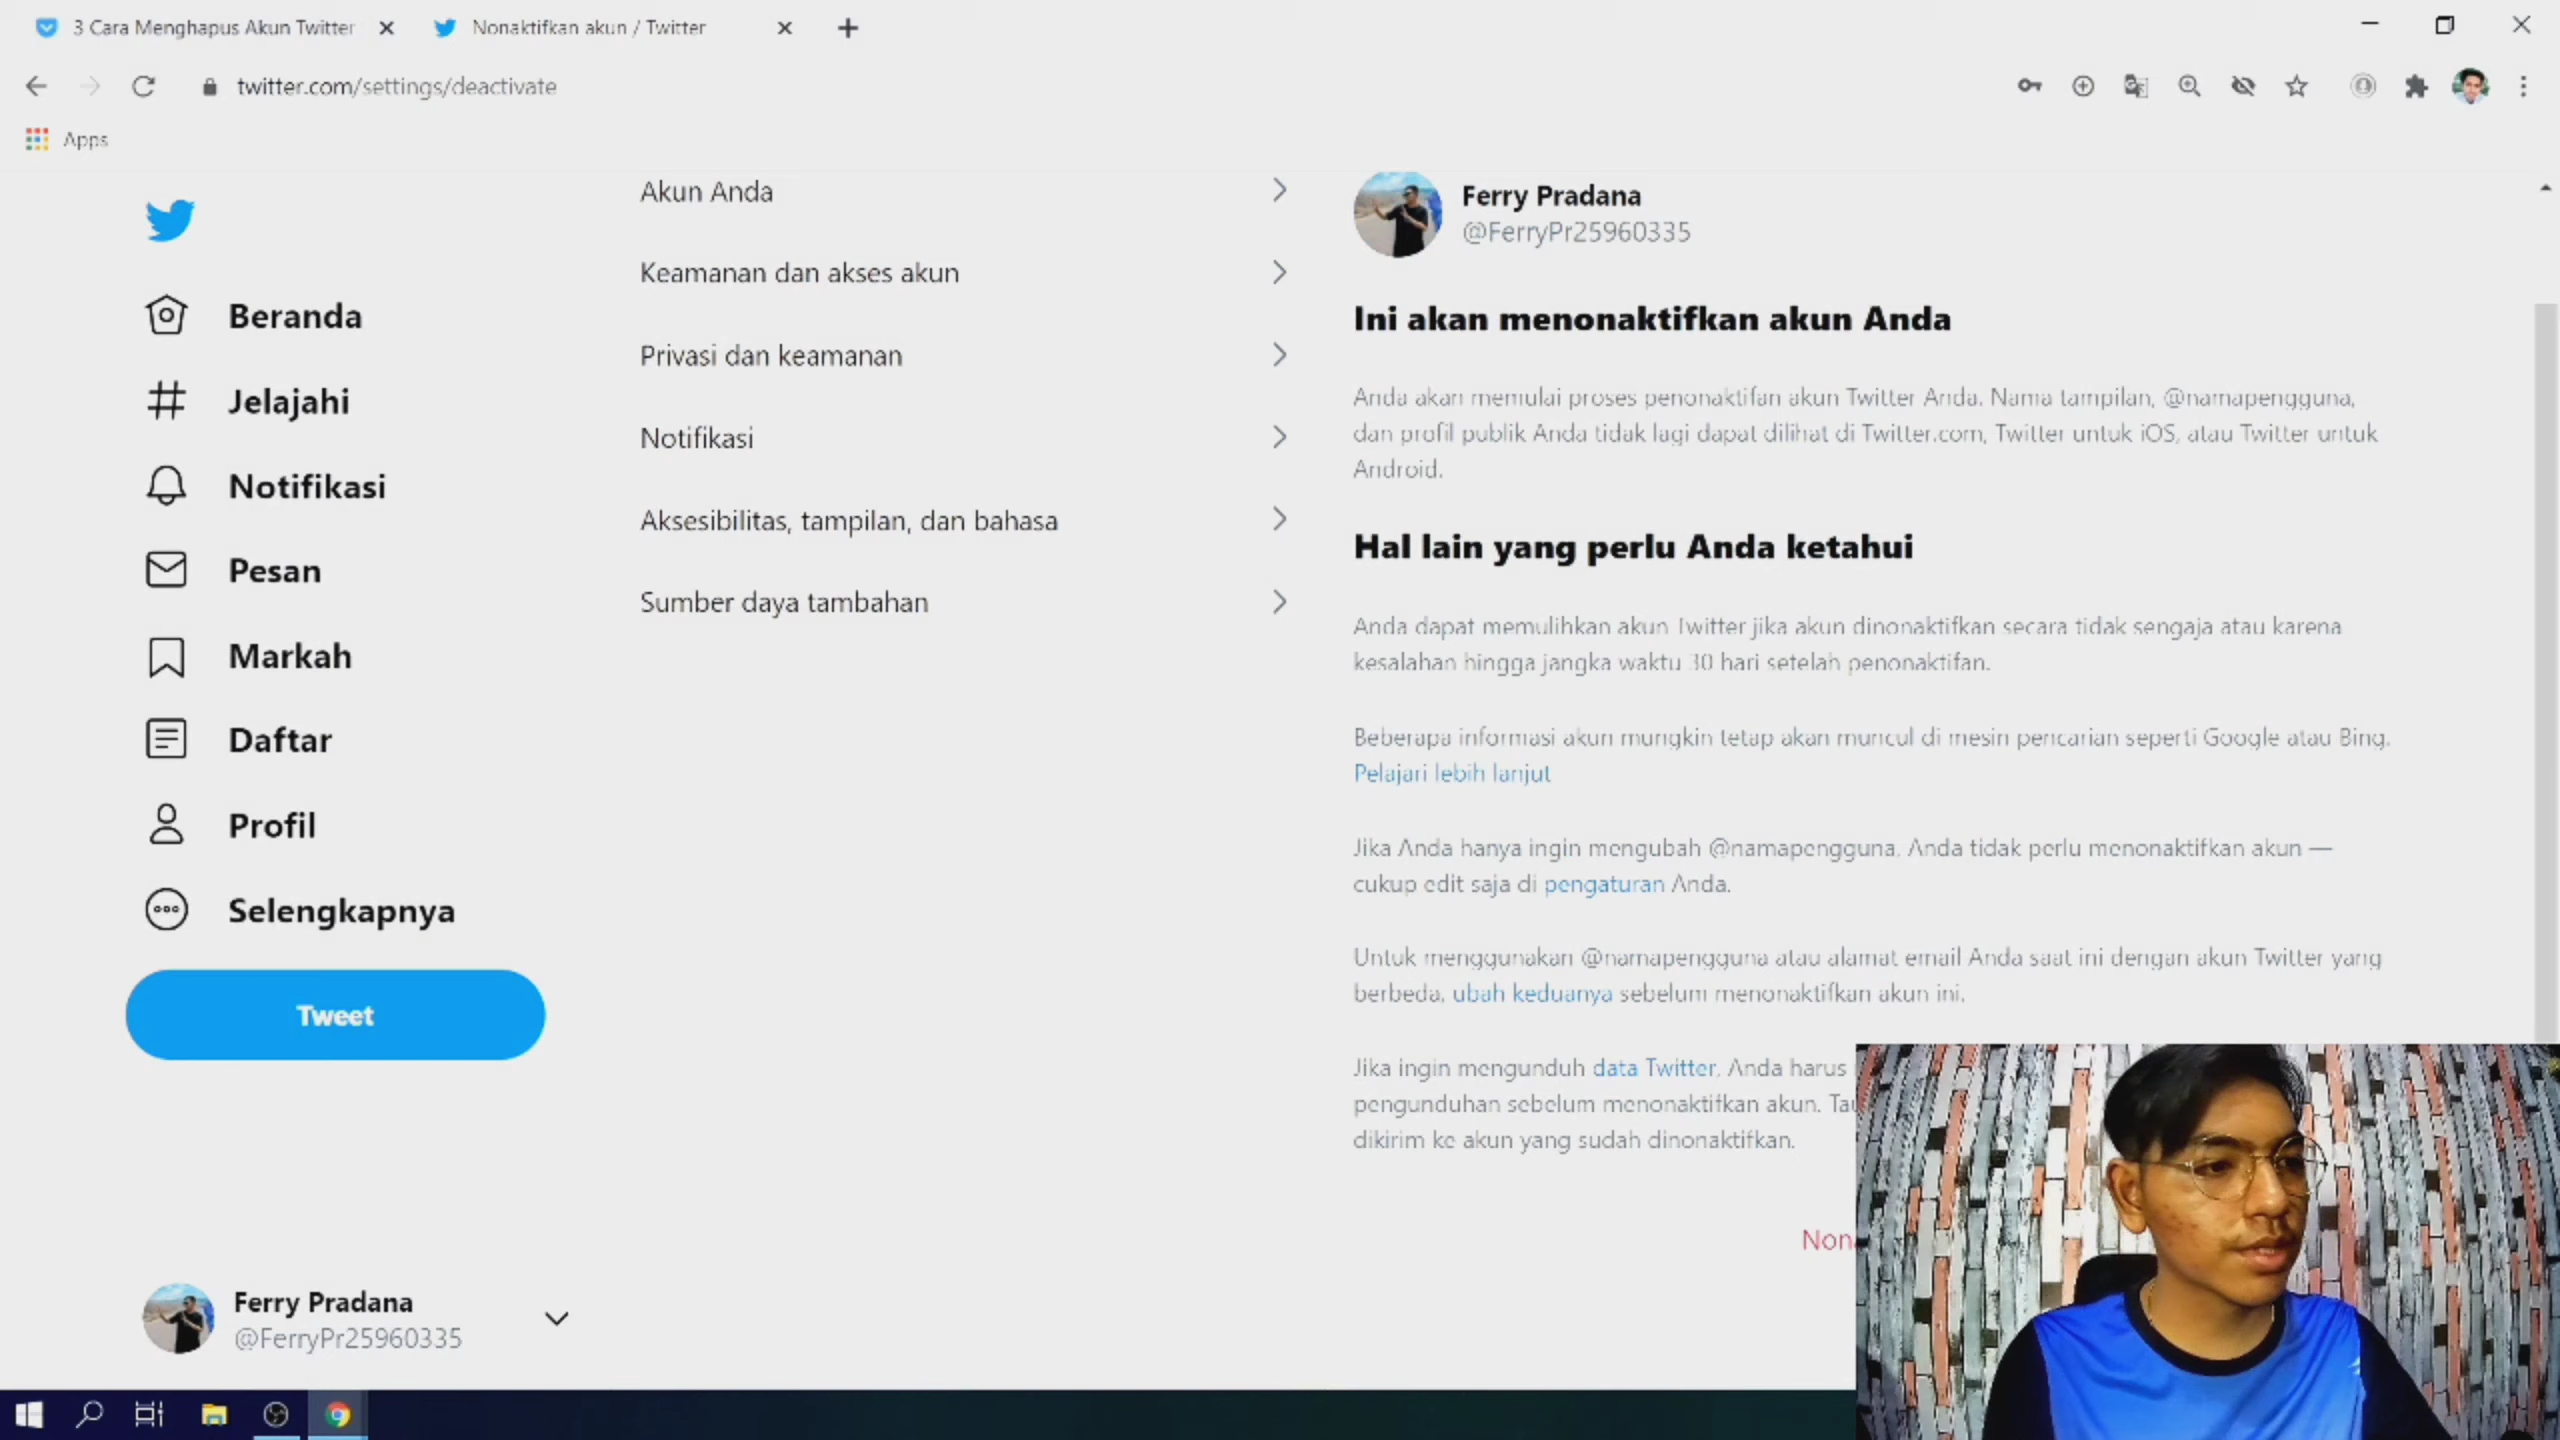 3 Cara Menghapus Akun Twitter
Nonaktifkan akun / Twitter
twitter.com/settings/deactivate
Apps
Beranda
Jelajahi
Notifikasi
Pesan
Markah
Daftar
Profil
Selengkapnya
Tweet
Ferry Pradana
@FerryPr25960335
Akun Anda
Keamanan dan akses akun
Privasi dan keamanan
Notifikasi
Aksesibilitas, tampilan, dan bahasa
Sumber daya tambahan
Ferry Pradana
@FerryPr25960335
Ini akan menonaktifkan akun Anda
Anda akan memulai proses penonaktifan akun Twitter Anda. Nama tampilan, @namapengguna,
dan profil publik Anda tidak lagi dapat dilihat di Twitter.com, Twitter untuk iOS, atau Twitter untuk
Android.
Hal lain yang perlu Anda ketahui
Anda dapat memulihkan akun Twitter jika akun dinonaktifkan secara tidak sengaja atau karena
kesalahan hingga jangka waktu 30 hari setelah penonaktifan.
Beberapa informasi akun mungkin tetap akan muncul di mesin pencarian seperti Google atau Bing.
Pelajari lebih lanjut
Jika Anda hanya ingin mengubah @namapengguna, Anda tidak perlu menonaktifkan akun —
cukup edit saja di pengaturan Anda.
Untuk menggunakan @namapengguna atau alamat email Anda saat ini dengan akun Twitter yang
berbeda, ubah keduanya sebelum menonaktifkan akun ini.
Jika ingin mengunduh data Twitter, Anda harus
pengunduhan sebelum menonaktifkan akun.
dikirim ke akun yang sudah dinonaktifkan.